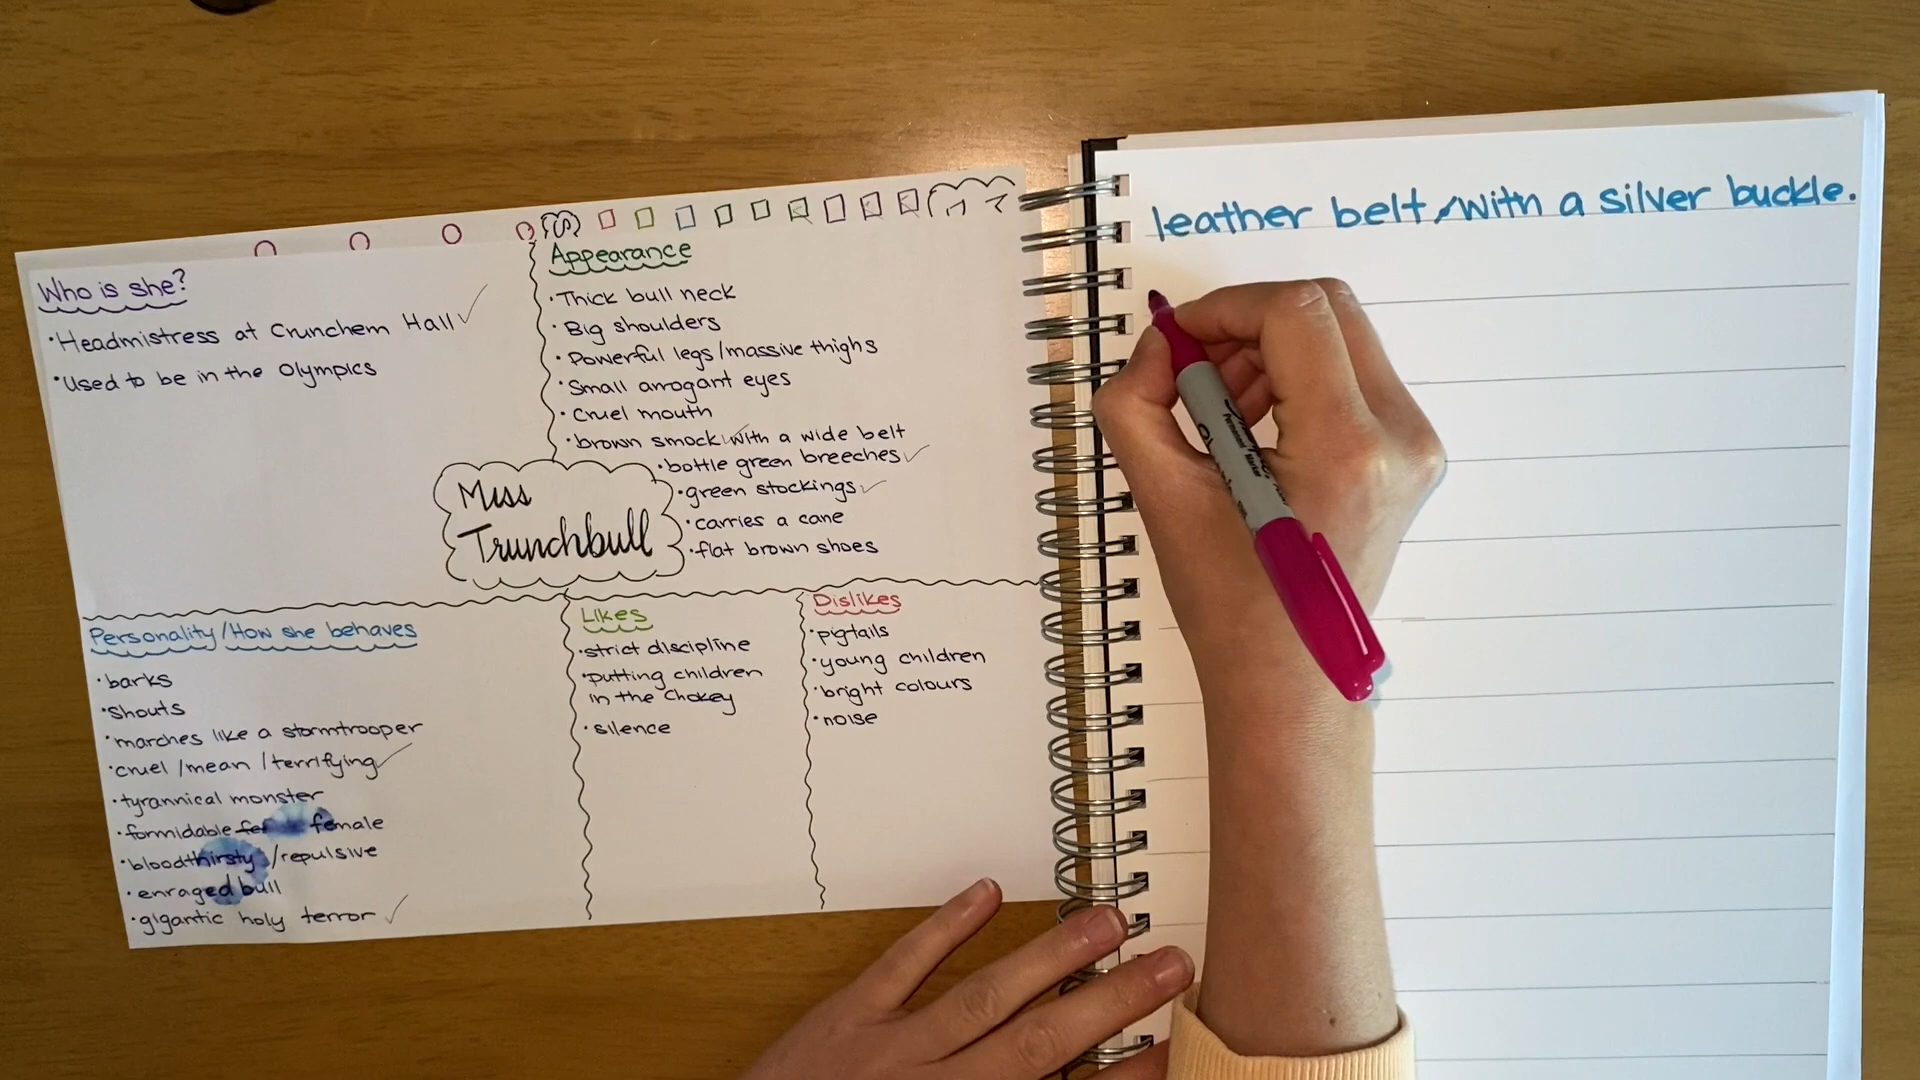 Who is she?
·Headmistress at Crunchem Hall
·Used to be in the Olympics
Appearance
·Thick bull neck
·Big shoulders
·Powerful legs/massive thighs
·Small arrogant eyes
·Cruel mouth
·brown smock with a wide belt
·bottle green breeches
·green stockings
·carries a cane
·flat brown shoes
Miss
Trunchbull
Personality/How she behaves
·barks
·Shouts
·marches like a stormtrooper
·cruel/mean/terrifying
·tyrannical monster
·formidable female
·bloodthirsty/repulsive
·enraged bull
·gigantic holy terror
Likes
·strict discipline
·putting children
in the Chokey
·silence
Dislikes
·pigtails
·young children
·bright colours
·noise
leather belt, with a silver buckle.
Permanent Marker